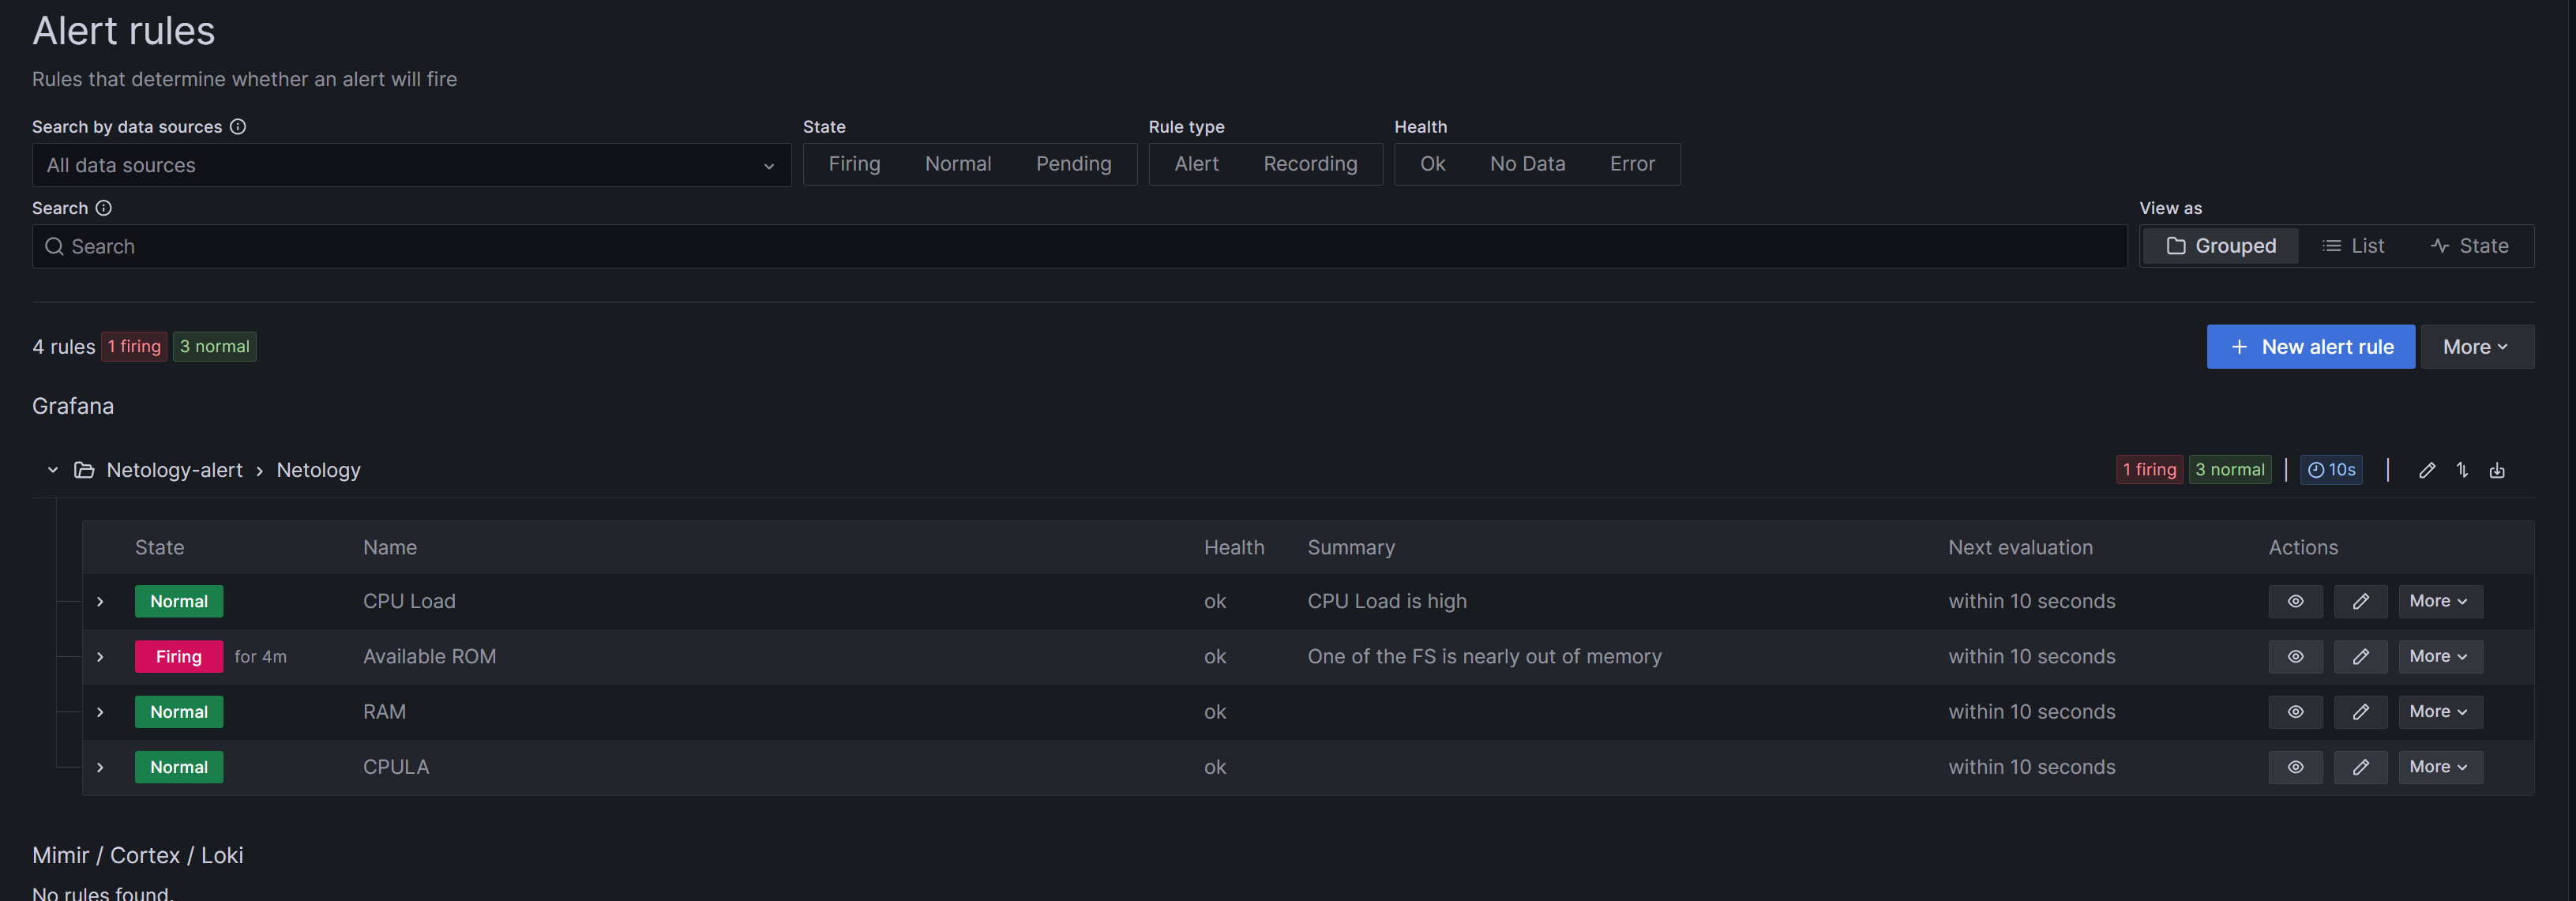 Alert rules
Rules that determine whether an alert will fire
Search by data sources
State
Rule type
Health
All data sources
Firing Normal Pending
Alert Recording
Ok No Data Error
Search
View as
Search
Grouped List State
4 rules 1 firing 3 normal
New alert rule More
Grafana
Netology-alert > Netology
1 firing 3 normal | 10s |
State Name Health Summary Next evaluation Actions
Normal CPU Load ok CPU Load is high within 10 seconds More
Firing for 4m Available ROM ok One of the FS is nearly out of memory within 10 seconds More
Normal RAM ok within 10 seconds More
Normal CPULA ok within 10 seconds More
Mimir / Cortex / Loki
No rules found.